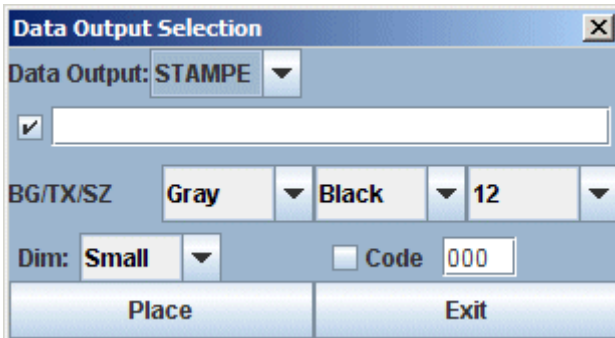 Data Output Selection
Data Output: STAMPE
BG/TX/SZ Gray Black 12
Dim: Small Code 000
Place Exit